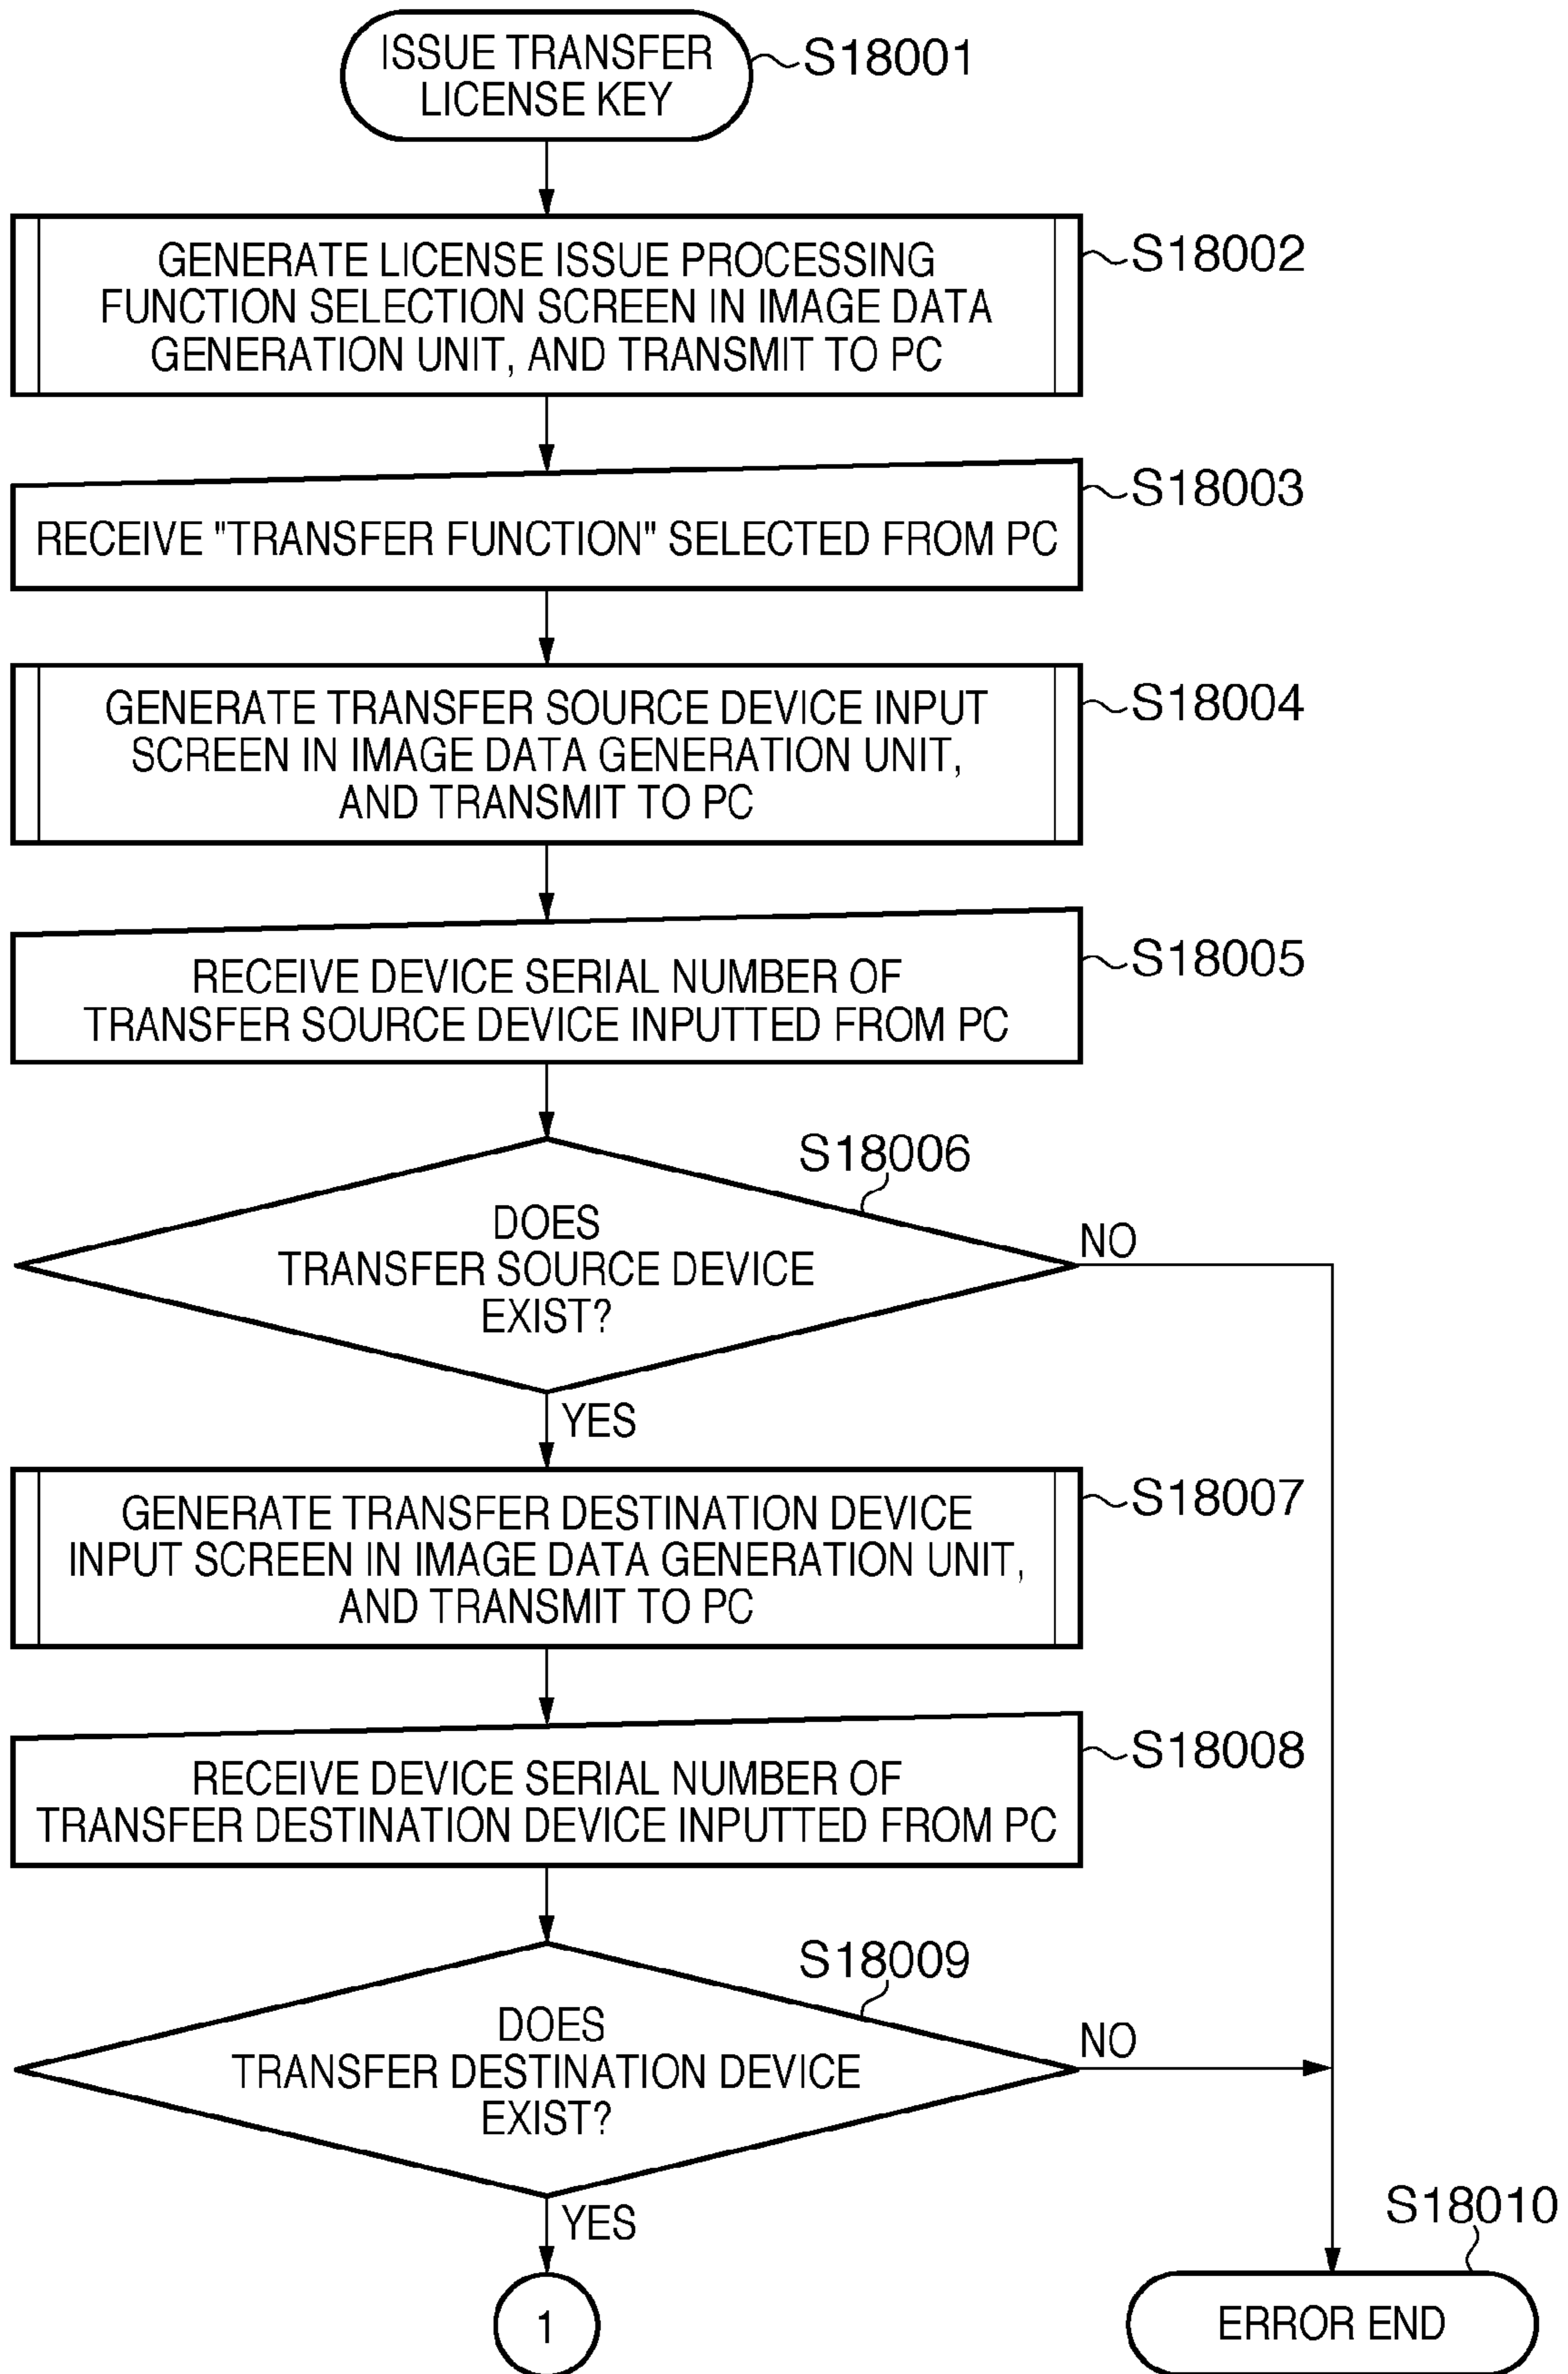 ISSUE TRANSFER
LICENSE KEY
S18001
GENERATE LICENSE ISSUE PROCESSING
FUNCTION SELECTION SCREEN IN IMAGE DATA
GENERATION UNIT, AND TRANSMIT TO PC
S18002
RECEIVE "TRANSFER FUNCTION" SELECTED FROM PC
S18003
GENERATE TRANSFER SOURCE DEVICE INPUT
SCREEN IN IMAGE DATA GENERATION UNIT,
AND TRANSMIT TO PC
S18004
RECEIVE DEVICE SERIAL NUMBER OF
TRANSFER SOURCE DEVICE INPUTTED FROM PC
S18005
S18006
DOES
TRANSFER SOURCE DEVICE
EXIST?
NO
YES
GENERATE TRANSFER DESTINATION DEVICE
INPUT SCREEN IN IMAGE DATA GENERATION UNIT,
AND TRANSMIT TO PC
S18007
RECEIVE DEVICE SERIAL NUMBER OF
TRANSFER DESTINATION DEVICE INPUTTED FROM PC
S18008
S18009
DOES
TRANSFER DESTINATION DEVICE
EXIST?
NO
YES
1
S18010
ERROR END